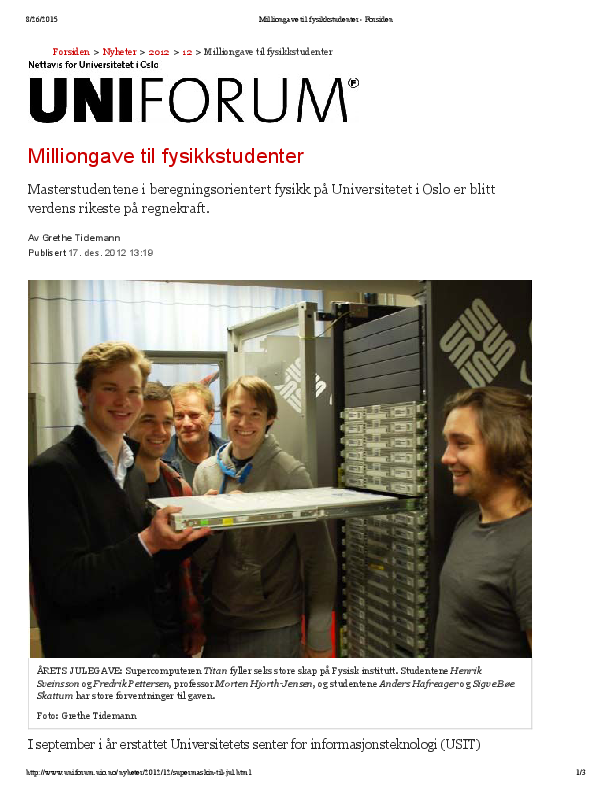 8/26/2015 Milliongave til fysikkstudenter - Forsiden
Forsiden > Nyheter > 2012 > 12 > Milliongave til fysikkstudenter
Nettavis for Universitetet i Oslo
UNIFORUM®
Milliongave til fysikkstudenter
Masterstudentene i beregningsorientert fysikk på Universitetet i Oslo er blitt
verdens rikeste på regnekraft.
Av Grethe Tidemann
Publisert 17. des. 2012 13:19
SUN
ÅRETS JULEGAVE: Supercomputeren Titan fyller seks store skap på Fysisk institutt. Studentene Henrik
Sveinsson og Fredrik Pettersen, professor Morten Hjorth-Jensen, og studentene Anders Hafreager og Sigve Bøe
Skattum har store forventninger til gaven.
Foto: Grethe Tidemann
I september i år erstattet Universitetets senter for informasjonsteknologi (USIT)
http://www.uniforum.uio.no/nyheter/2012/12/supermaskin-til-jul.html 1/3